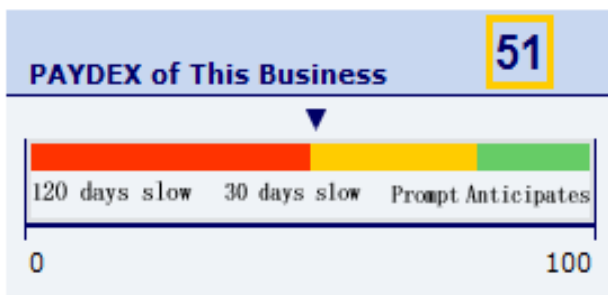 PAYDEX of This Business 51
120 days slow 30 days slow Prompt Anticipates
0 100